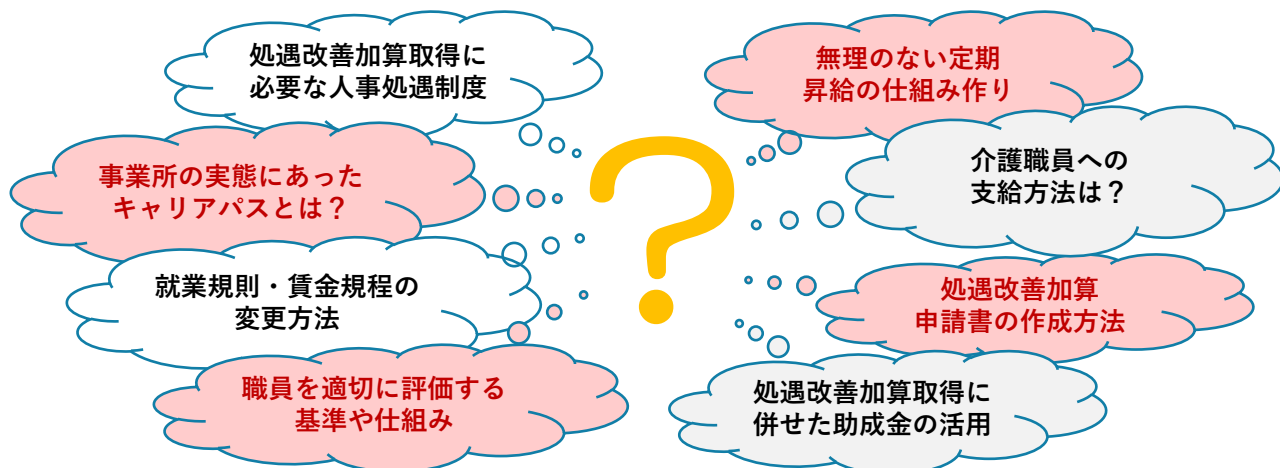 処遇改善加算取得に
必要な人事処遇制度
事業所の実態にあった
キャリアパスとは？
就業規則・賃金規程の
変更方法
職員を適切に評価する
基準や仕組み
?
無理のない定期
昇給の仕組み作り
介護職員への
支給方法は？
処遇改善加算
申請書の作成方法
処遇改善加算取得に
併せた助成金の活用